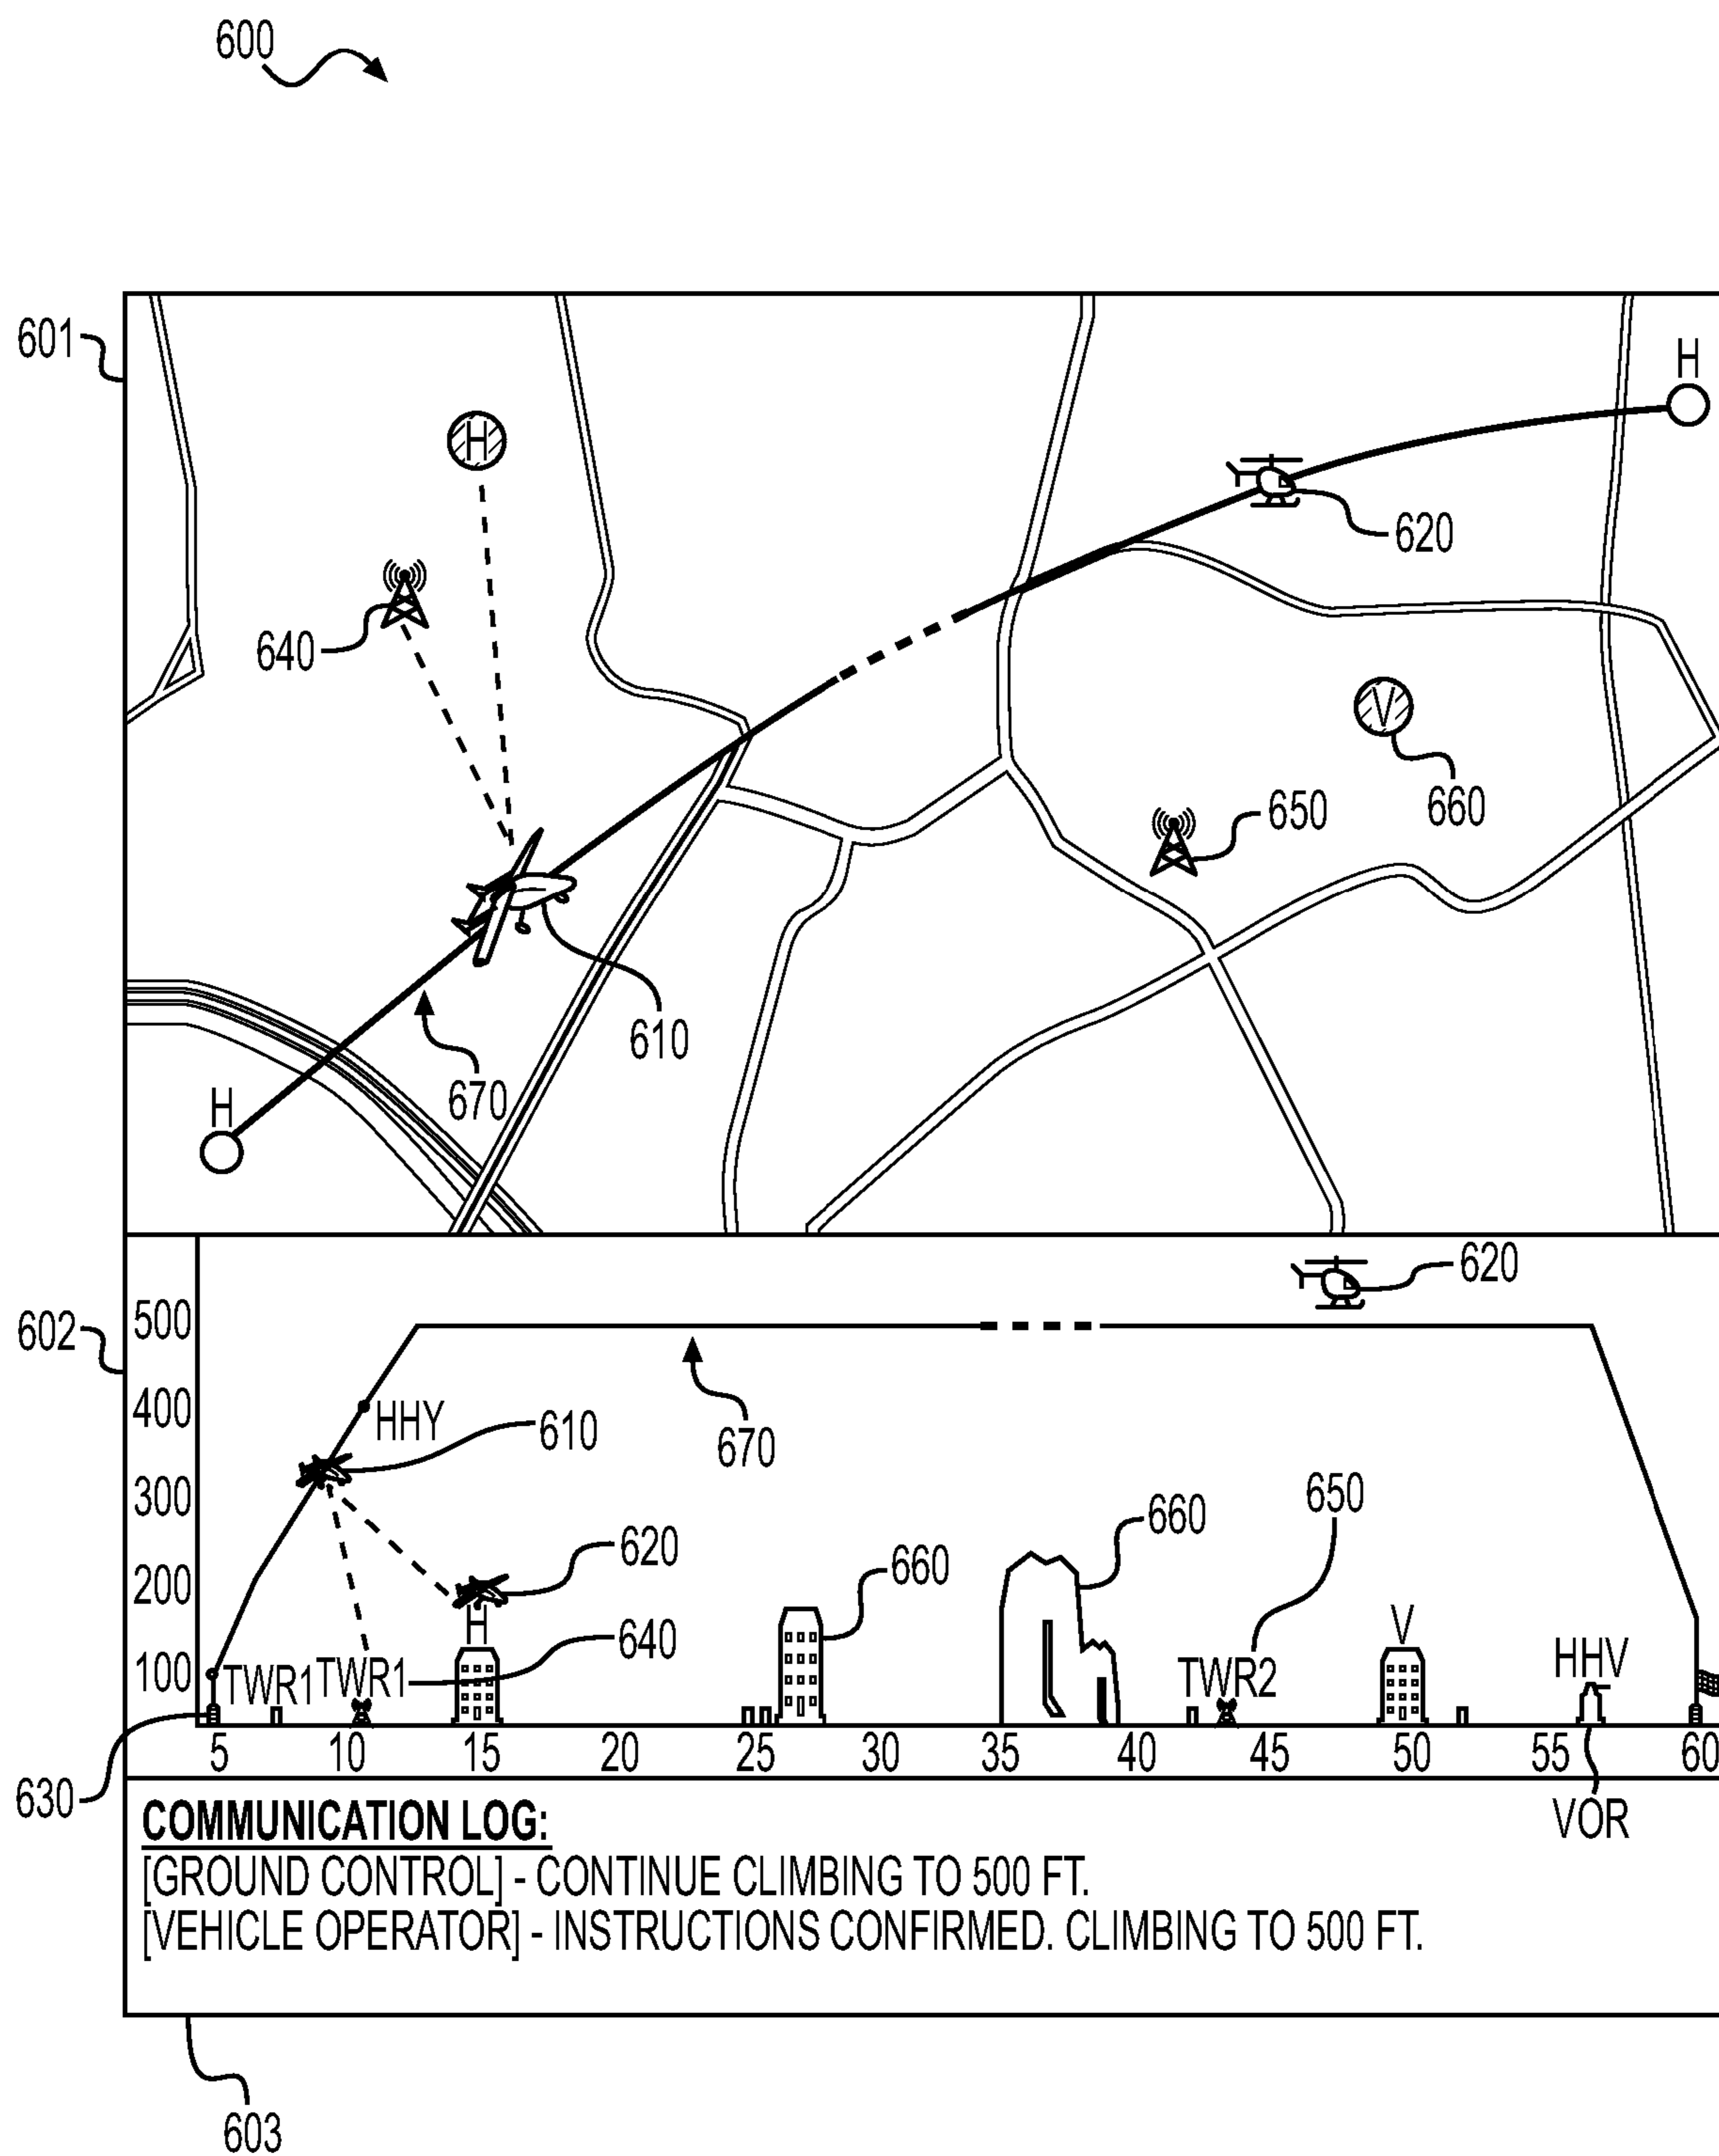 600
601
H
H
620
640
V
660
650
610
670
H
620
602
500
400
HHY
610
670
300
650
660
620
660
200
H
640
V
100
TWR1
TWR1
TWR2
HHV
5 10 15 20 25 30 35 40 45 50 55 60
630
VOR
COMMUNICATION LOG:
[GROUND CONTROL] - CONTINUE CLIMBING TO 500 FT.
[VEHICLE OPERATOR] - INSTRUCTIONS CONFIRMED. CLIMBING TO 500 FT.
603